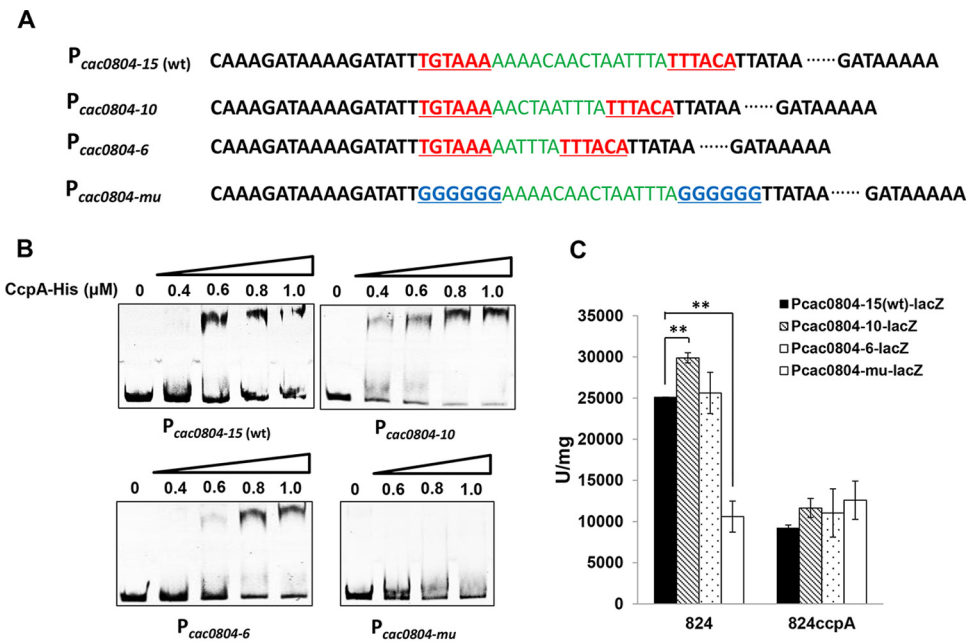 A
Pcac0804-15 (wt) CAAAGATAAAAGATATTTGTAAAAAAACAACTAATTTATTTACATTATAA ······GATAAAAA
Pcac0804-10 CAAAGATAAAAGATATTTGTAAAAACTAATTTATTTACATTATAA ······GATAAAAA
Pcac0804-6 CAAAGATAAAAGATATTTGTAAAAATTTATTTACATTATAA ······GATAAAAA
Pcac0804-mu CAAAGATAAAAGATATTGGGGGGAAAACAACTAATTTAGGGGGGTTATAA ······ GATAAAAA
B
CcpA-His (µM) 0 0.4 0.6 0.8 1.0 0 0.4 0.6 0.8 1.0
Pcac0804-15 (wt) Pcac0804-10
0 0.4 0.6 0.8 1.0 0 0.6 0.8 1.0
Pcac0804-6 Pcac0804-mu
C
Pcac0804-15(wt)-lacZ
Pcac0804-10-lacZ
Pcac0804-6-lacZ
Pcac0804-mu-lacZ
**
**
U/mg
35000
30000
25000
20000
15000
10000
5000
0
824 824ccpA